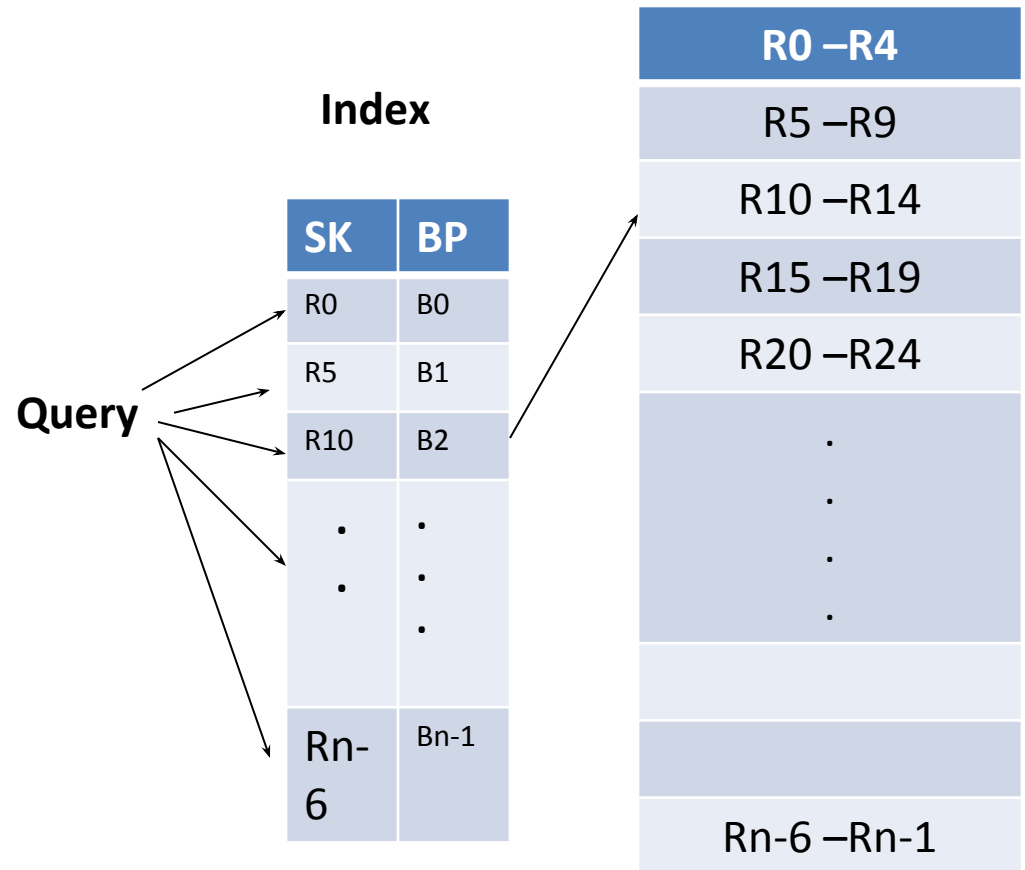 Index
Query
SK BP
R0 B0
R5 B1
R10 B2
. .
. .
.
Rn- Bn-1
6
R0 –R4
R5 –R9
R10 –R14
R15 –R19
R20 –R24
.
.
.
.
Rn-6 –Rn-1